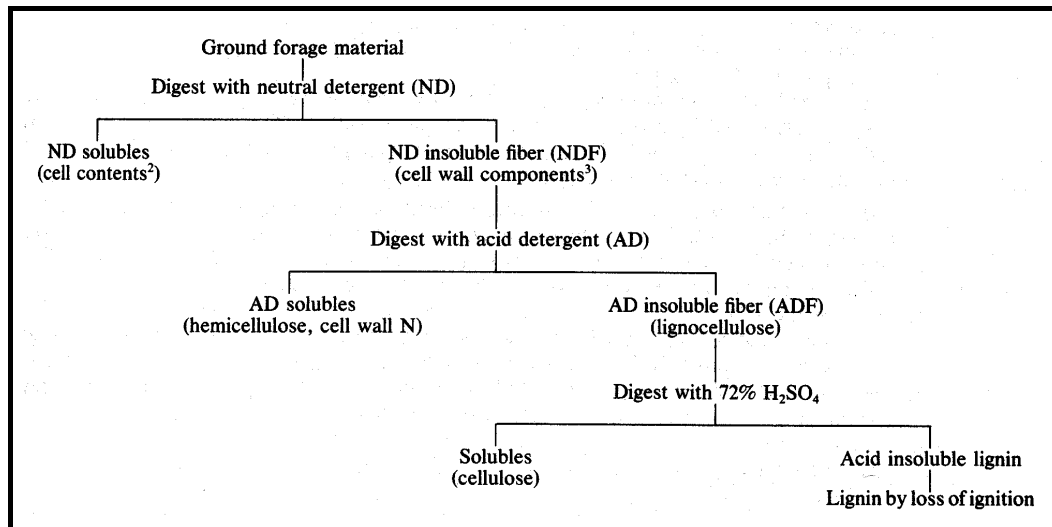 Ground forage material
Digest with neutral detergent (ND)
ND solubles
(cell contents²)
ND insoluble fiber (NDF)
(cell wall components³)
Digest with acid detergent (AD)
AD solubles
(hemicellulose, cell wall N)
AD insoluble fiber (ADF)
(lignocellulose)
Digest with 72% H₂SO₄
Solubles
(cellulose)
Acid insoluble lignin
Lignin by loss of ignition